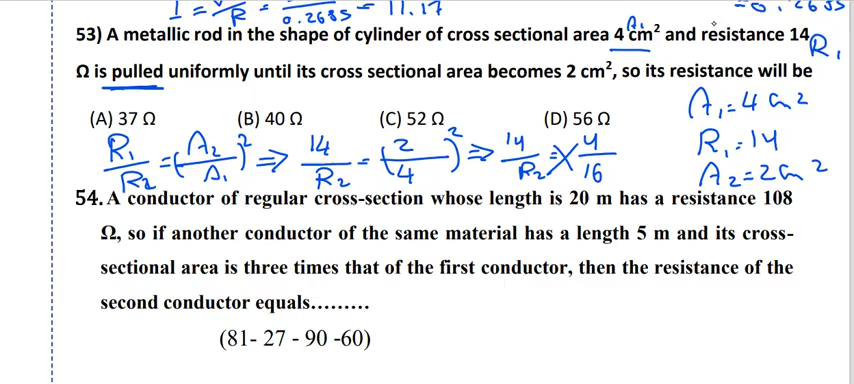 I = V/R = /0.2685 = 11.17
= 0.2685
53) A metallic rod in the shape of cylinder of cross sectional area 4 cm² and resistance 14
A₁
R₁
Ω is pulled uniformly until its cross sectional area becomes 2 cm², so its resistance will be
(A) 37 Ω (B) 40 Ω (C) 52 Ω (D) 56 Ω
A₁ = 4 cm²
R₁ = 14
A₂ = 2 cm²
R₁/R₂ = (A₂/A₁)² ⇒ 14/R₂ = (2/4)² ⇒ 14/R₂ = 4/16
54. A conductor of regular cross-section whose length is 20 m has a resistance 108
Ω, so if another conductor of the same material has a length 5 m and its cross-
sectional area is three times that of the first conductor, then the resistance of the
second conductor equals.........
(81- 27 - 90 -60)